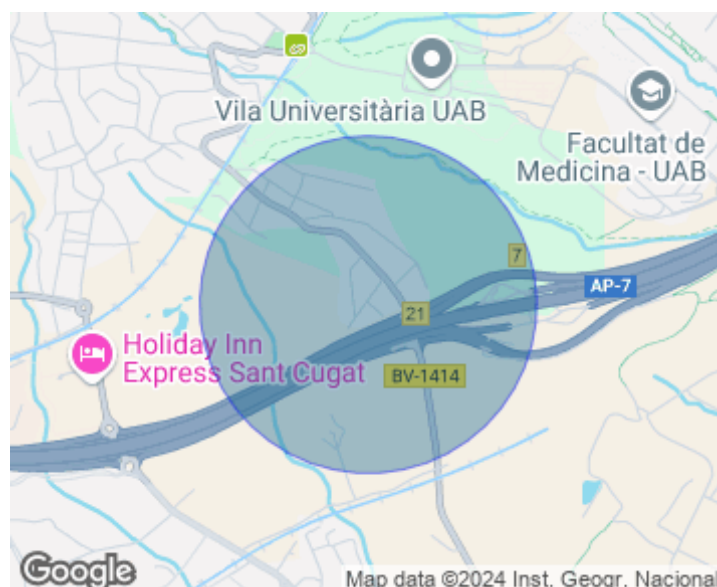 Vila Universitària UAB
Facultat de
Medicina - UAB
7
AP-7
21
Holiday Inn
Express Sant Cugat
BV-1414
Google
Map data ©2024 Inst. Geogr. Nacional